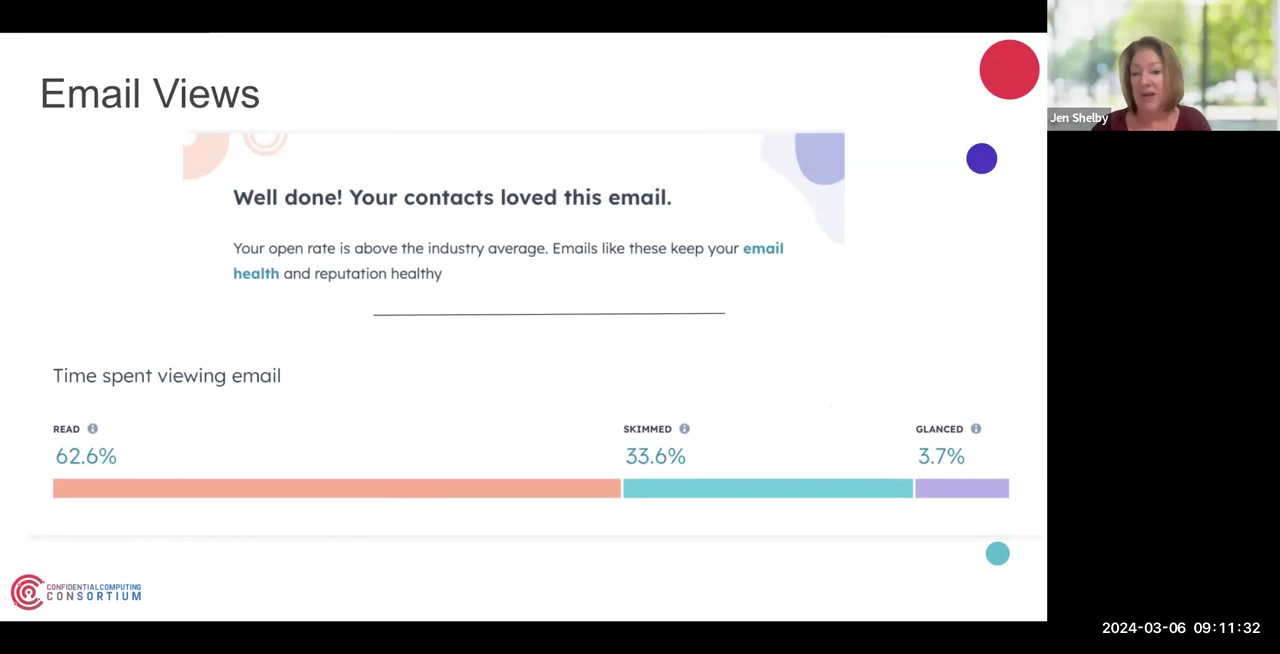 Email Views
Jen Shelby
Well done! Your contacts loved this email.
Your open rate is above the industry average. Emails like these keep your email
health and reputation healthy
Time spent viewing email
READ
SKIMMED
GLANCED
62.6%
33.6%
3.7%
CONFIDENTIAL COMPUTING
CONSORTIUM
2024-03-06 09:11:32